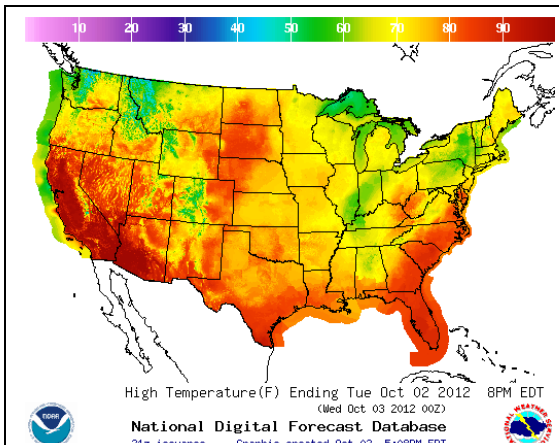 10 20 30 40 50 60 70 80 90
High Temperature(F) Ending Tue Oct 02 2012 8PM EDT
(Wed Oct 03 2012 00Z)
National Digital Forecast Database
noaa